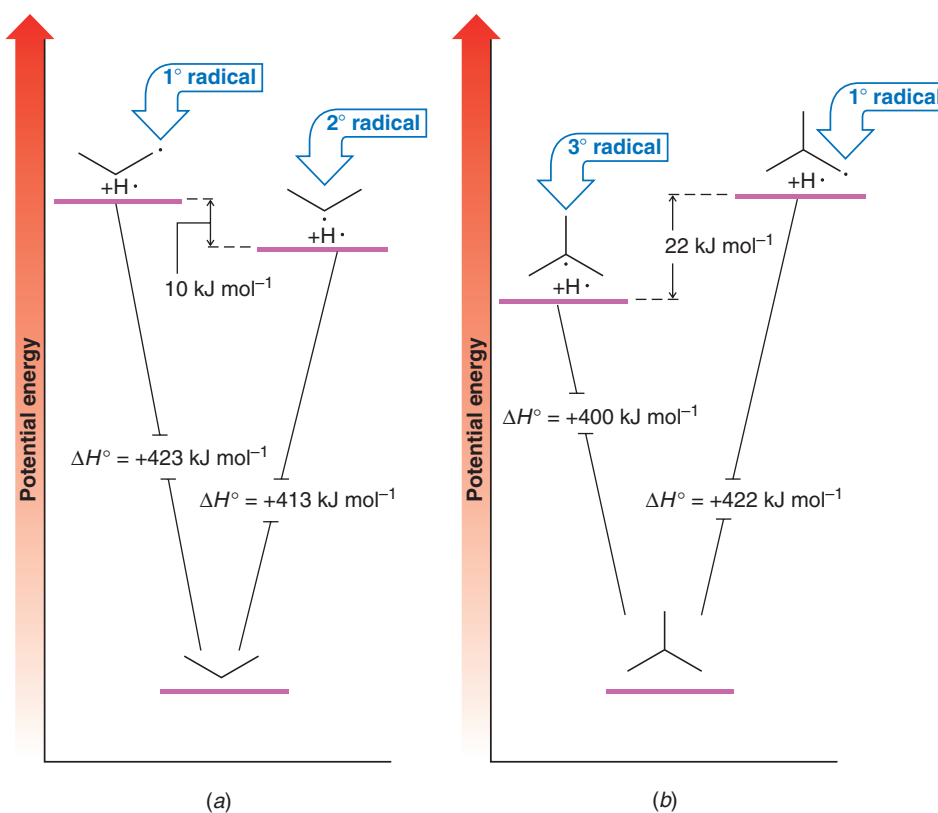 1° radical
2° radical
+H •
+H •
10 kJ mol⁻¹
ΔH° = +423 kJ mol⁻¹
ΔH° = +413 kJ mol⁻¹
Potential energy
(a)
1° radical
3° radical
+H •
22 kJ mol⁻¹
+H •
ΔH° = +400 kJ mol⁻¹
ΔH° = +422 kJ mol⁻¹
Potential energy
(b)